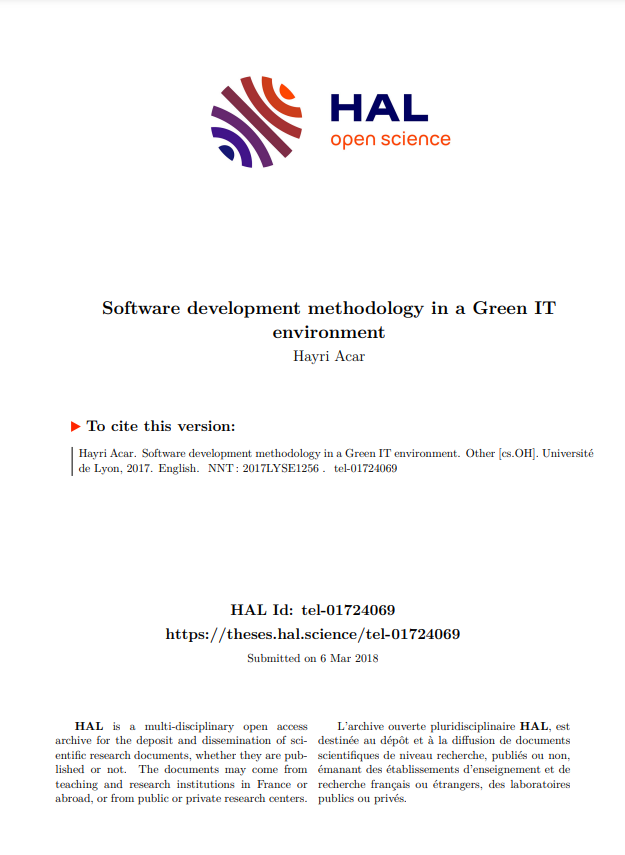 HAL
open science
Software development methodology in a Green IT
environment
Hayri Acar
To cite this version:
Hayri Acar. Software development methodology in a Green IT environment. Other [cs.OH]. Université
de Lyon, 2017. English. NNT : 2017LYSE1256 . tel-01724069
HAL Id: tel-01724069
https://theses.hal.science/tel-01724069
Submitted on 6 Mar 2018
HAL is a multi-disciplinary open access
archive for the deposit and dissemination of sci-
entific research documents, whether they are pub-
lished or not. The documents may come from
teaching and research institutions in France or
abroad, or from public or private research centers.
L'archive ouverte pluridisciplinaire HAL, est
destinée au dépôt et à la diffusion de documents
scientifiques de niveau recherche, publiés ou non,
émanant des établissements d'enseignement et de
recherche français ou étrangers, des laboratoires
publics ou privés.